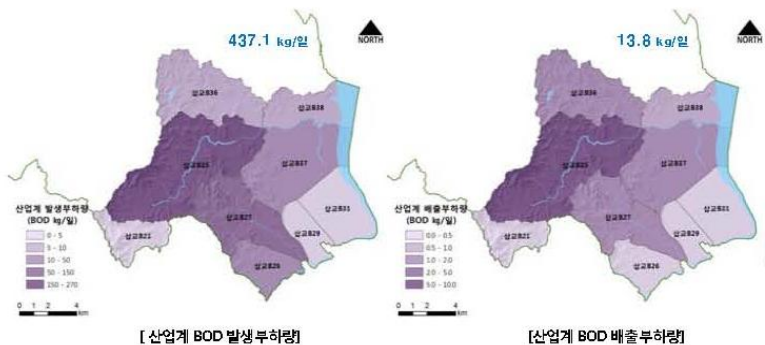 437.1 kg/일
NORTH
삽교B36
삽교B38
삽교B25
삽교B37
삽교B31
삽교B27
삽교B29
삽교B21
삽교B26
산업계 발생부하량
(BOD kg/일)
0 - 5
5 - 10
10 - 50
50 - 150
150 - 270
0 1 2 4
km
[ 산업계 BOD 발생부하량]
13.8 kg/일
NORTH
삽교B36
삽교B38
삽교B25
삽교B37
삽교B31
삽교B27
삽교B29
삽교B21
삽교B26
산업계 배출부하량
(BOD kg/일)
0.0 - 0.5
0.5 - 1.0
1.0 - 2.0
2.0 - 5.0
5.0 - 10.0
0 1 2 4
km
[산업계 BOD 배출부하량]